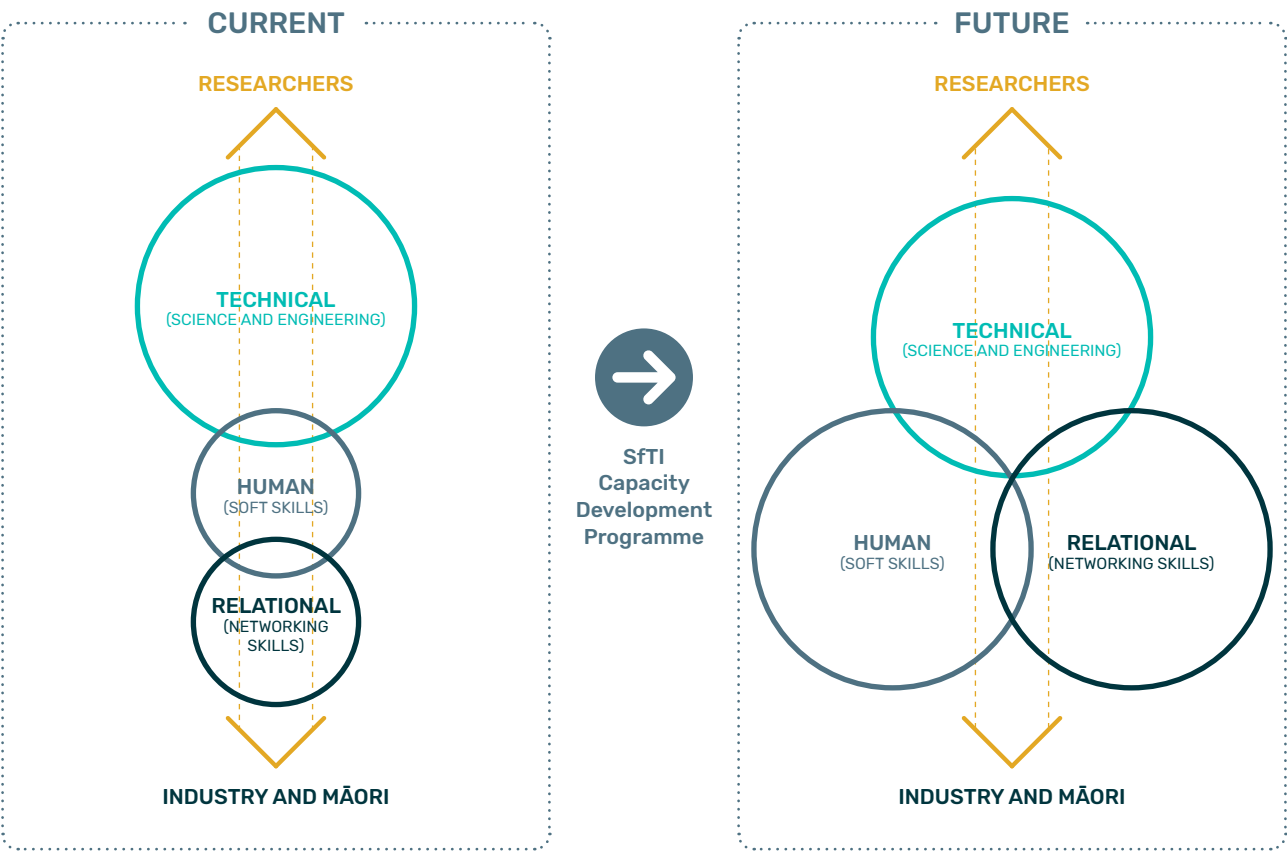 CURRENT
RESEARCHERS
TECHNICAL
(SCIENCE AND ENGINEERING)
HUMAN
(SOFT SKILLS)
RELATIONAL
(NETWORKING
SKILLS)
INDUSTRY AND MĀORI
SfTI
Capacity
Development
Programme
FUTURE
RESEARCHERS
TECHNICAL
(SCIENCE AND ENGINEERING)
HUMAN
(SOFT SKILLS)
RELATIONAL
(NETWORKING SKILLS)
INDUSTRY AND MĀORI